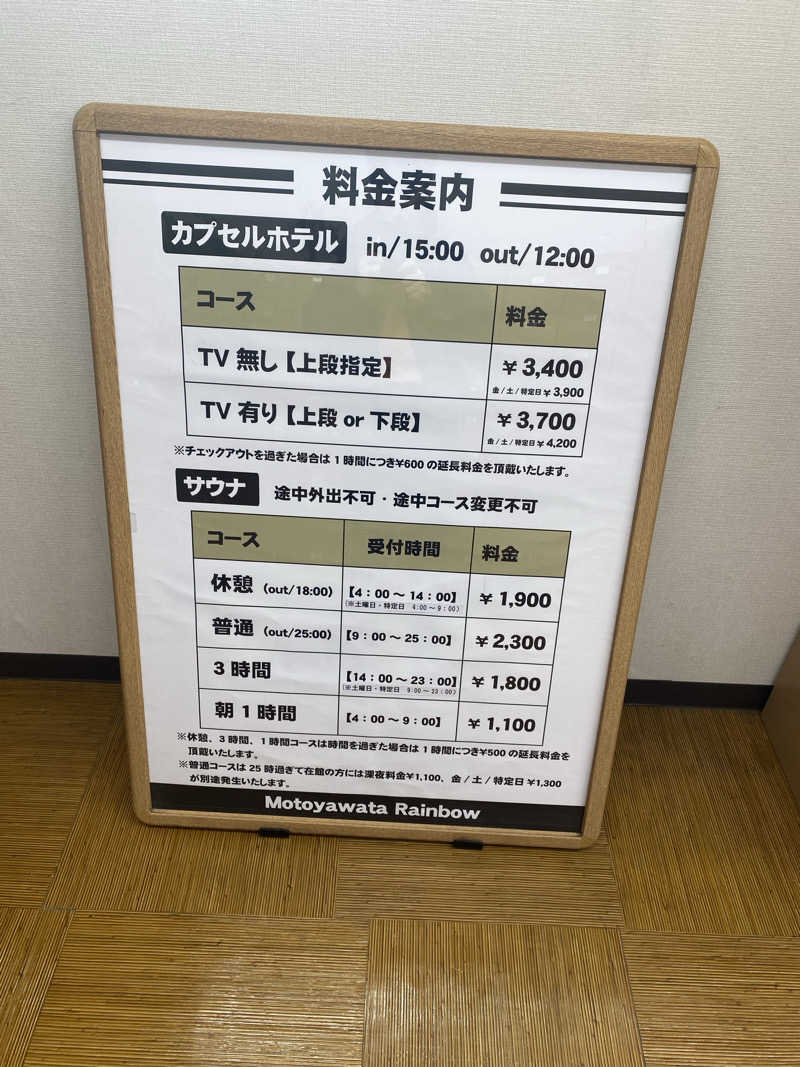 料金案内
カプセルホテル in/15:00 out/12:00
コース 料金
TV 無し【上段指定】 ¥3,400
金/土/特定日¥3,900
TV 有り【上段 or 下段】 ¥3,700
金/土/特定日¥4,200
※チェックアウトを過ぎた場合は1時間につき¥600の延長料金を頂戴いたします。
サウナ 途中外出不可・途中コース変更不可
コース 受付時間 料金
休憩 (out/18:00) 【4:00～14:00】 ¥1,900
(※土曜日・特定日 4:00～9:00)
普通 (out/25:00) 【9:00～25:00】 ¥2,300
3時間 【14:00～23:00】 ¥1,800
(※土曜日・特定日 9:00～23:00)
朝1時間 【4:00～9:00】 ¥1,100
※休憩、3時間、1時間コースは時間を過ぎた場合は1時間につき¥500の延長料金を
頂戴いたします。
※普通コースは25時過ぎて在館の方には深夜料金¥1,100、金/土/特定日¥1,300
が別途発生いたします。
Motoyawata Rainbow